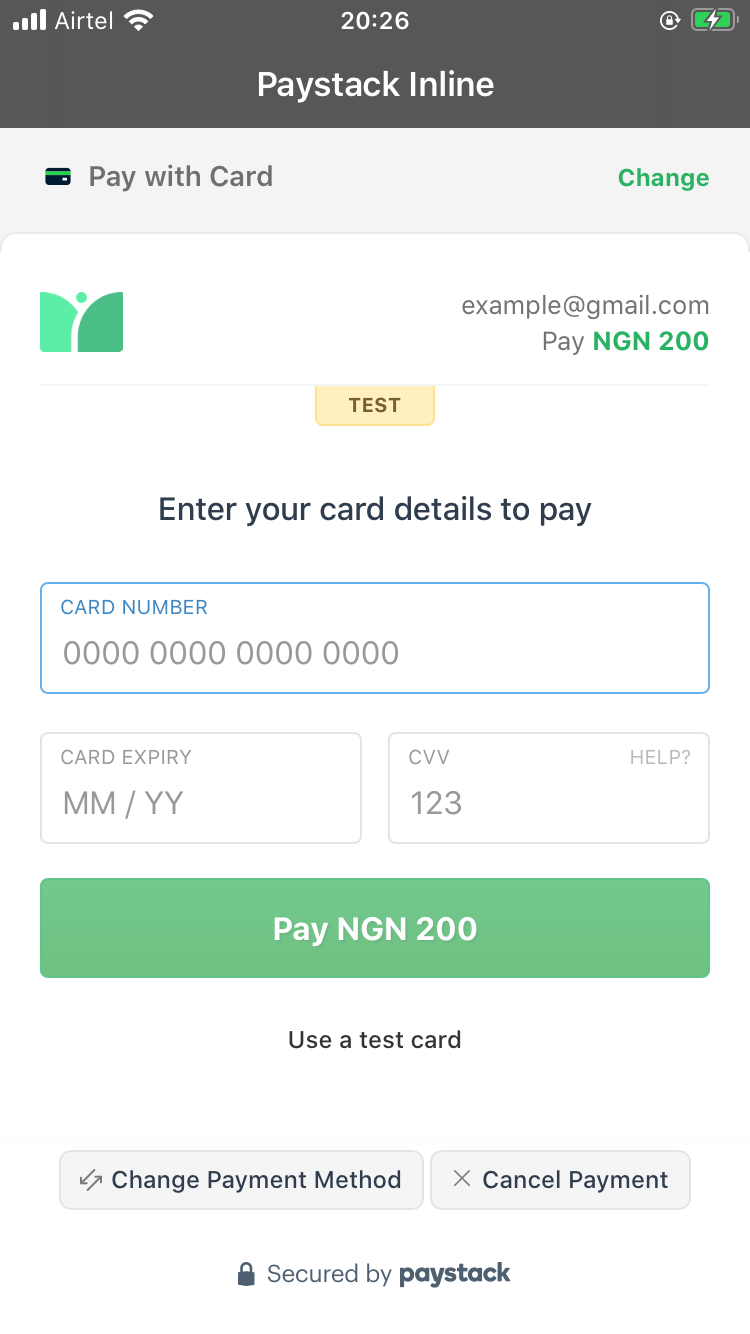 Airtel 20:26
Paystack Inline
Pay with Card Change
example@gmail.com
Pay NGN 200
TEST
Enter your card details to pay
CARD NUMBER
0000 0000 0000 0000
CARD EXPIRY CVV HELP?
MM / YY 123
Pay NGN 200
Use a test card
Change Payment Method Cancel Payment
Secured by paystack